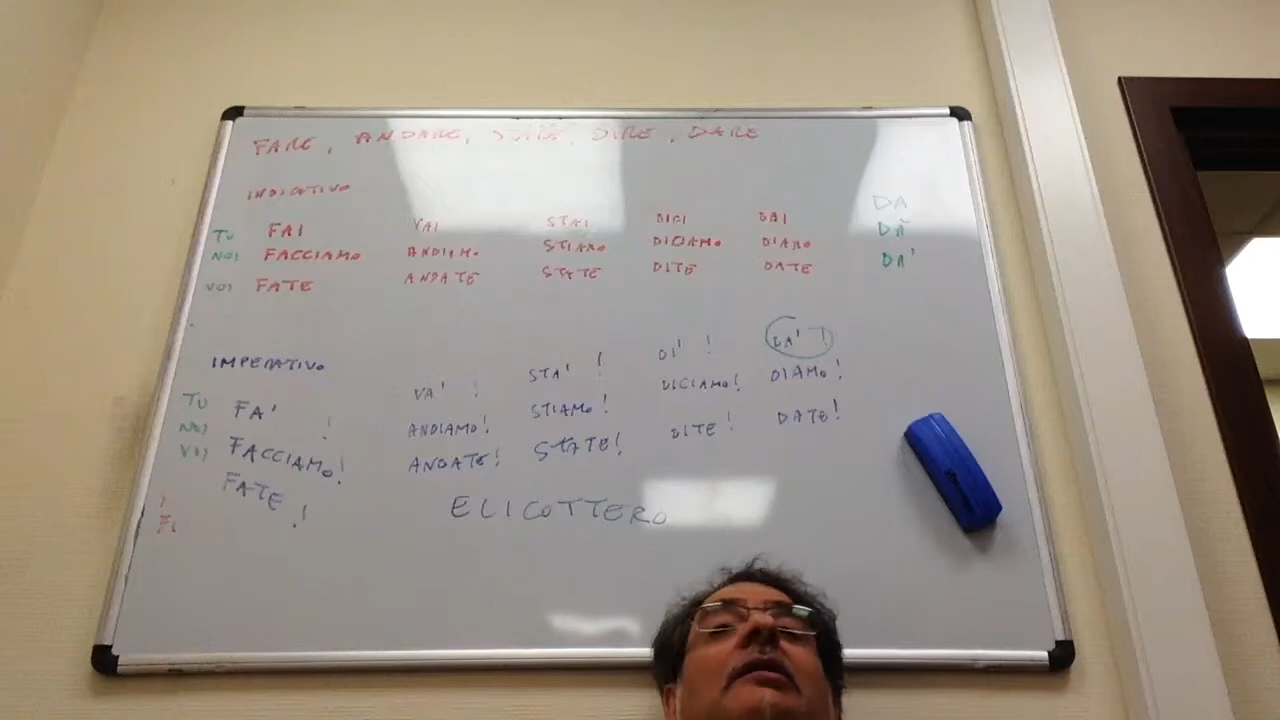 FARE, ANDARE, STARE, DIRE, DARE
INDICATIVO
TU FAI VAI STAI DICI DAI
NOI FACCIAMO ANDIAMO STIAMO DICIAMO DIAMO
VOI FATE ANDATE STATE DITE DATE
DA
DÀ
DA'
IMPERATIVO
TU FA' ! VA' ! STA' ! DI' ! DA' !
NOI FACCIAMO! ANDIAMO! STIAMO! DICIAMO! DIAMO!
VOI FATE ! ANDATE! STATE! DITE! DATE!
ELICOTTERO